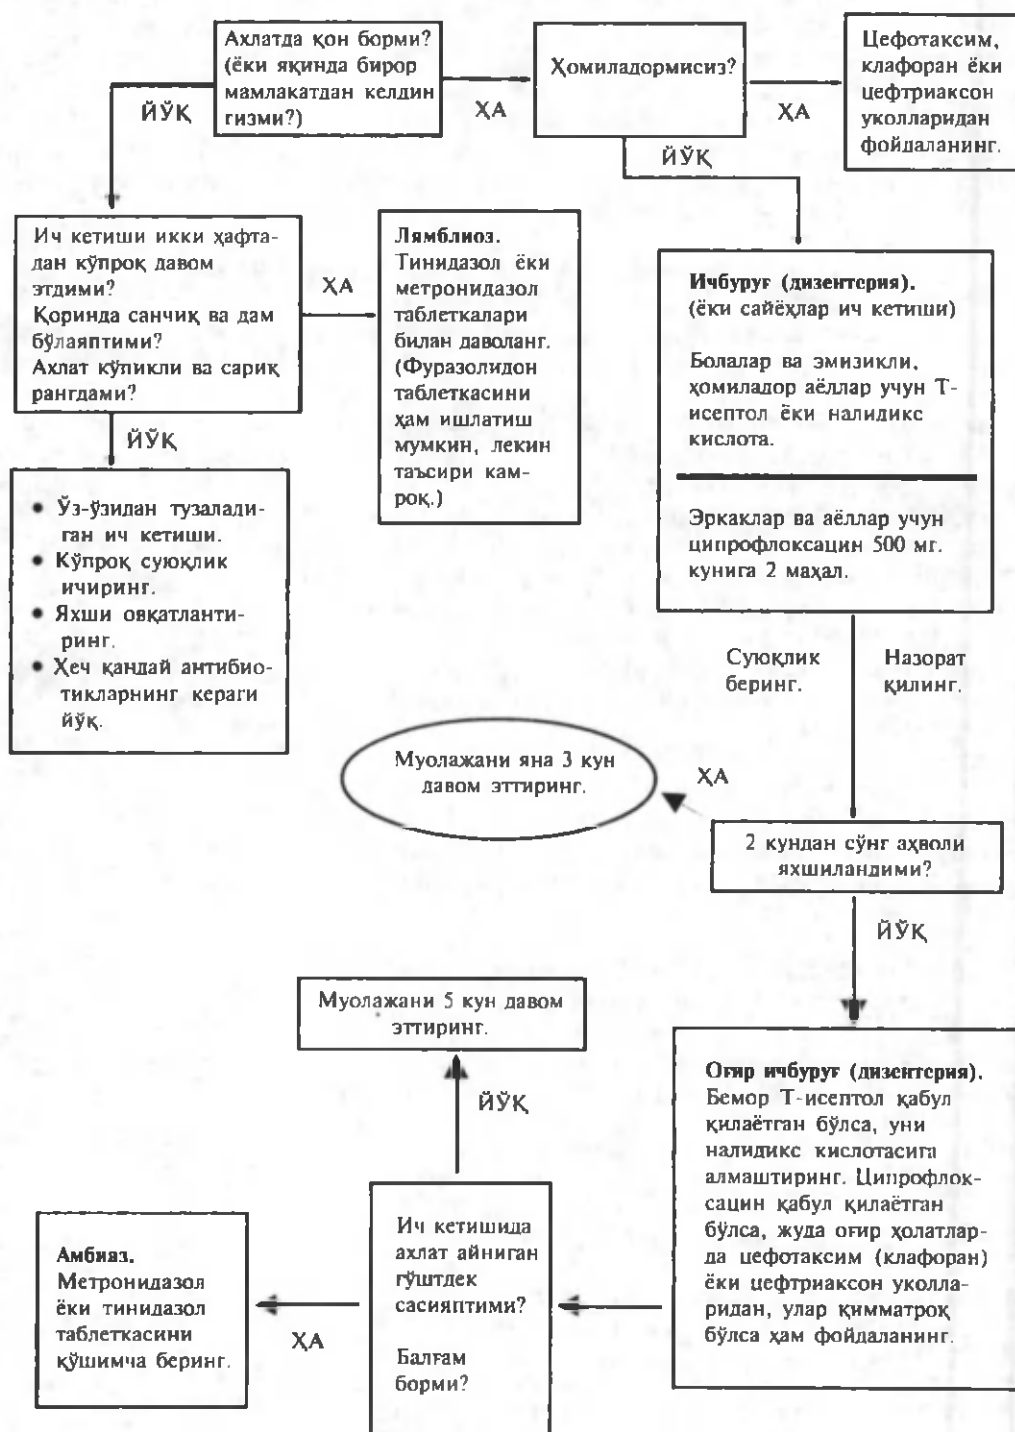 Ахлатда қон борми?
(ёки яқинда бирор
мамлакатдан келдин
гизми?)
ҲА
Ҳомиладормисиз?
ҲА
Цефотаксим,
клафоран ёки
цефтриаксон
уколларидан
фойдаланинг.
ЙЎҚ
ЙЎҚ
Ич кетиши икки ҳафта-
дан кўпроқ давом
этдими?
Қоринда санчиқ ва дам
бўлаяптими?
Ахлат кўпикли ва сариқ
рангдами?
ҲА
Лямблиоз.
Тинидазол ёки
метронидазол
таблеткалари
билан даволанг.
(Фуразолидон
таблеткасини
ҳам ишлатиш
мумкин, лекин
таъсири кам-
роқ.)
Ичбуруғ (дизентерия).
(ёки сайёҳлар ич кетиши)
Болалар ва эмизикли,
ҳомиладор аёллар учун Т-
исептол ёки налидикс
кислота.
Эркаклар ва аёллар учун
ципрофлоксацин 500 мг.
кунига 2 маҳал.
ЙЎҚ
• Ўз-ўзидан тузалади-
ган ич кетиши.
• Кўпроқ суюқлик
ичиринг.
• Яхши овқатланти-
ринг.
• Ҳеч қандай антибио-
тикларнинг кераги
йўқ.
Суюқлик
беринг.
Назорат
қилинг.
Муолажани яна 3 кун
давом эттиринг.
ҲА
2 кундан сўнг аҳволи
яхшиландими?
ЙЎҚ
Оғир ичбуруғ (дизентерия).
Бемор Т-исептол қабул
қилаётган бўлса, уни
налидикс кислотасига
алмаштиринг. Ципрофлок-
сацин қабул қилаётган
бўлса, жуда оғир ҳолатлар-
да цефотаксим (клафоран)
ёки цефтриаксон уколла-
ридан, улар қимматроқ
бўлса ҳам фойдаланинг.
Муолажани 5 кун давом
эттиринг.
ЙЎҚ
Ич кетишида
ахлат айниган
гўштдек
сасияптими?
Балғам
борми?
ҲА
Амбияз.
Метронидазол
ёки тинидазол
таблеткасини
қўшимча беринг.